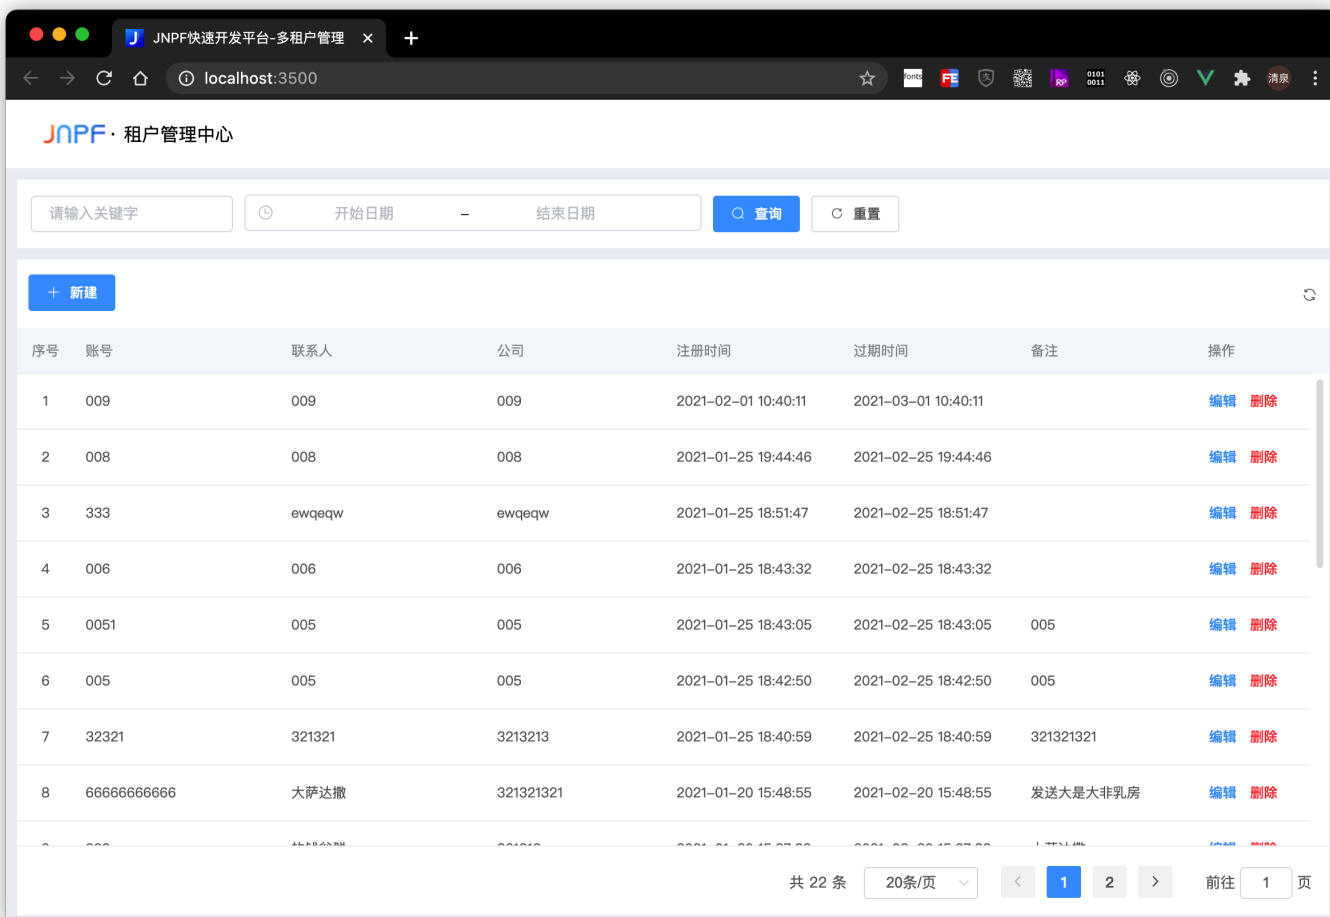 JNPF快速开发平台-多租户管理
localhost:3500
fonts FE RP 0101 0011 清泉
JNPF · 租户管理中心
请输入关键字 开始日期 – 结束日期 查询 重置
新建
序号 账号 联系人 公司 注册时间 过期时间 备注 操作
1 009 009 009 2021-02-01 10:40:11 2021-03-01 10:40:11 编辑 删除
2 008 008 008 2021-01-25 19:44:46 2021-02-25 19:44:46 编辑 删除
3 333 ewqeqw ewqeqw 2021-01-25 18:51:47 2021-02-25 18:51:47 编辑 删除
4 006 006 006 2021-01-25 18:43:32 2021-02-25 18:43:32 编辑 删除
5 0051 005 005 2021-01-25 18:43:05 2021-02-25 18:43:05 005 编辑 删除
6 005 005 005 2021-01-25 18:42:50 2021-02-25 18:42:50 005 编辑 删除
7 32321 321321 3213213 2021-01-25 18:40:59 2021-02-25 18:40:59 321321321 编辑 删除
8 66666666666 大萨达撒 321321321 2021-01-20 15:48:55 2021-02-20 15:48:55 发送大是大非乳房 编辑 删除
共 22 条 20条/页 1 2 前往 1 页